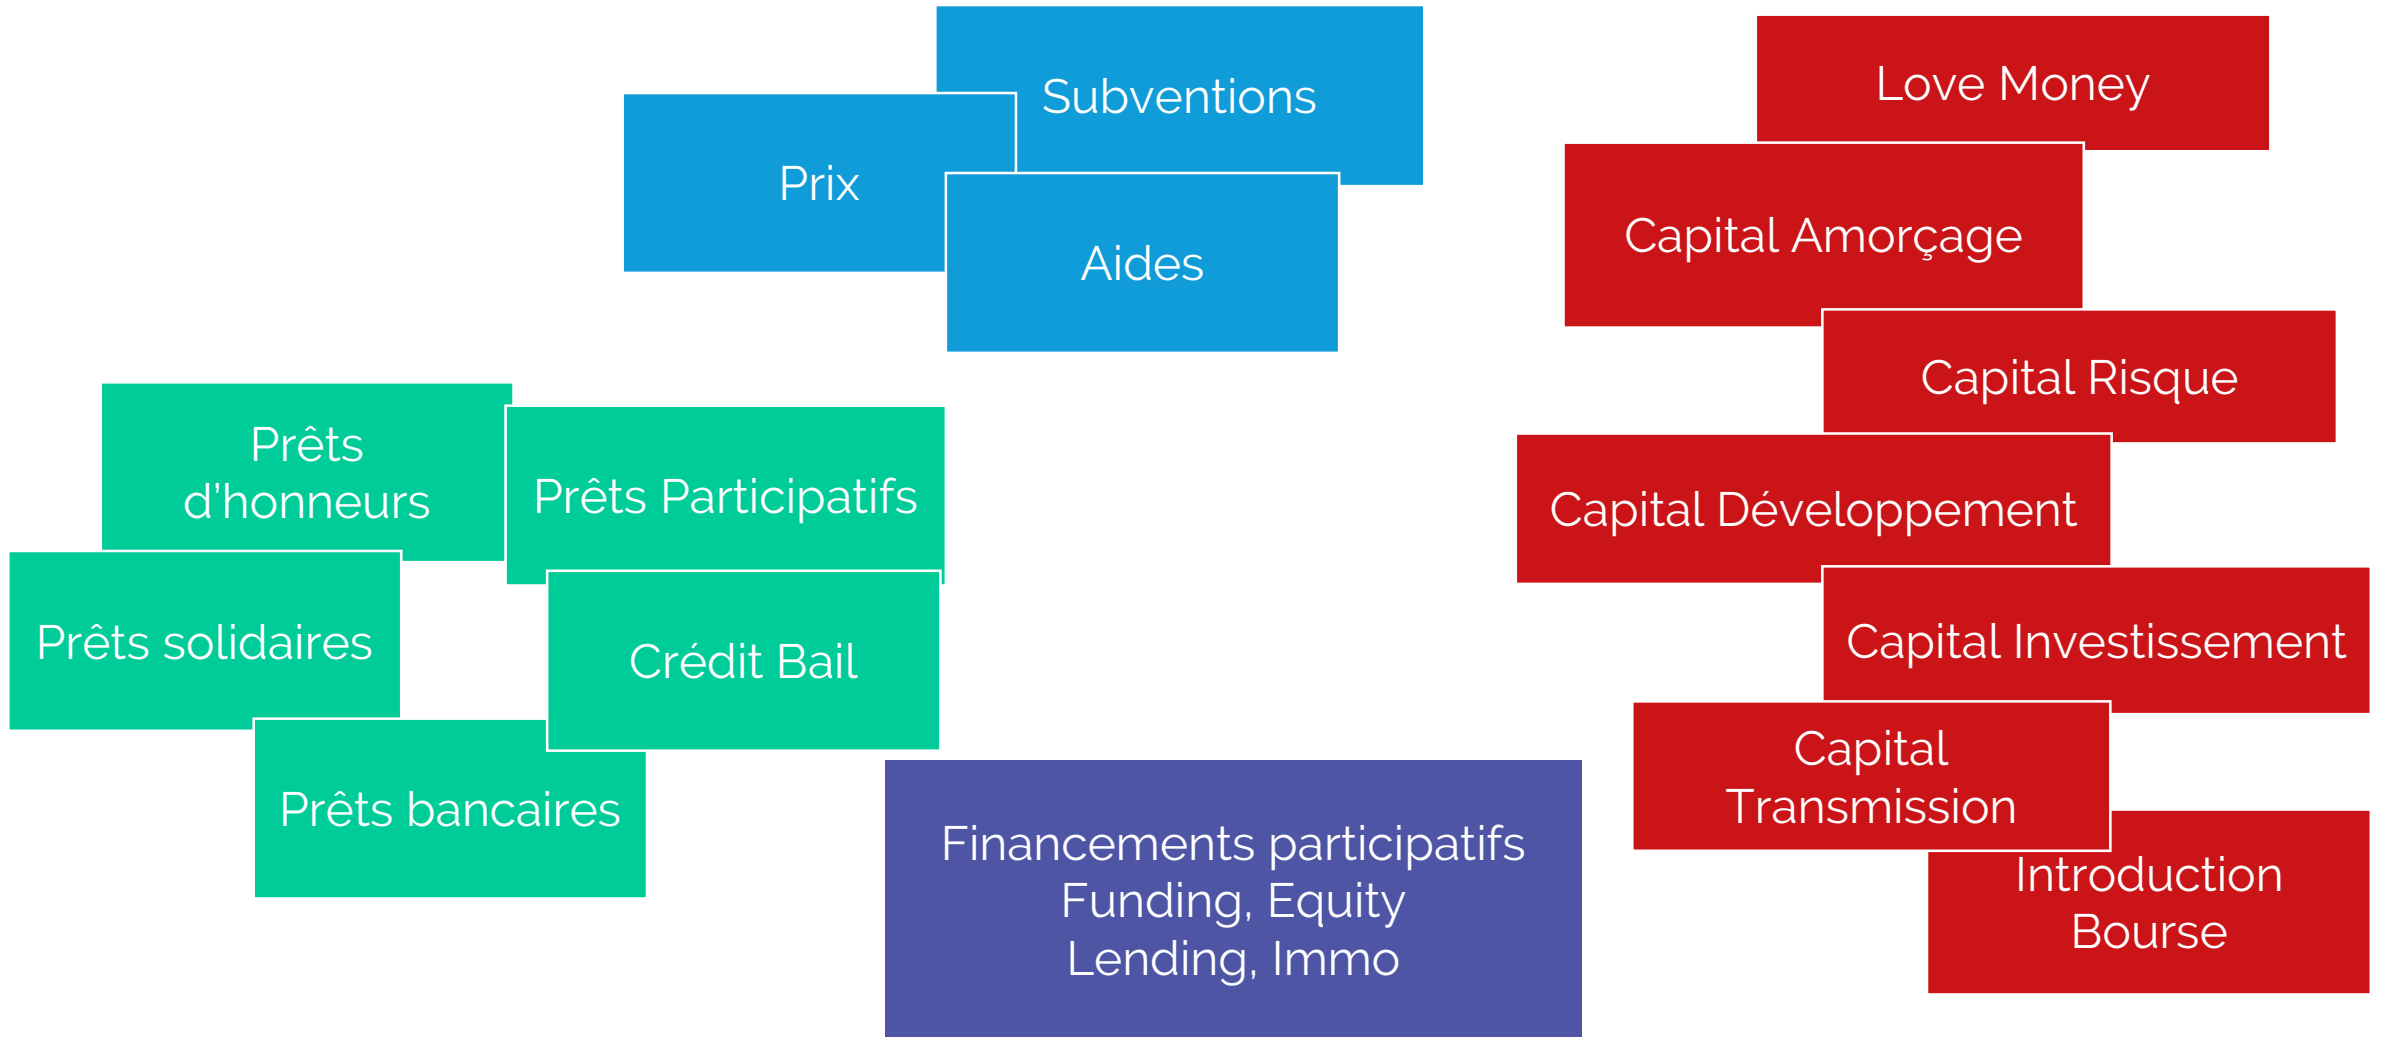 Subventions
Prix
Aides
Prêts
d’honneurs
Prêts Participatifs
Prêts solidaires
Crédit Bail
Prêts bancaires
Financements participatifs
Funding, Equity
Lending, Immo
Love Money
Capital Amorçage
Capital Risque
Capital Développement
Capital Investissement
Capital
Transmission
Introduction
Bourse